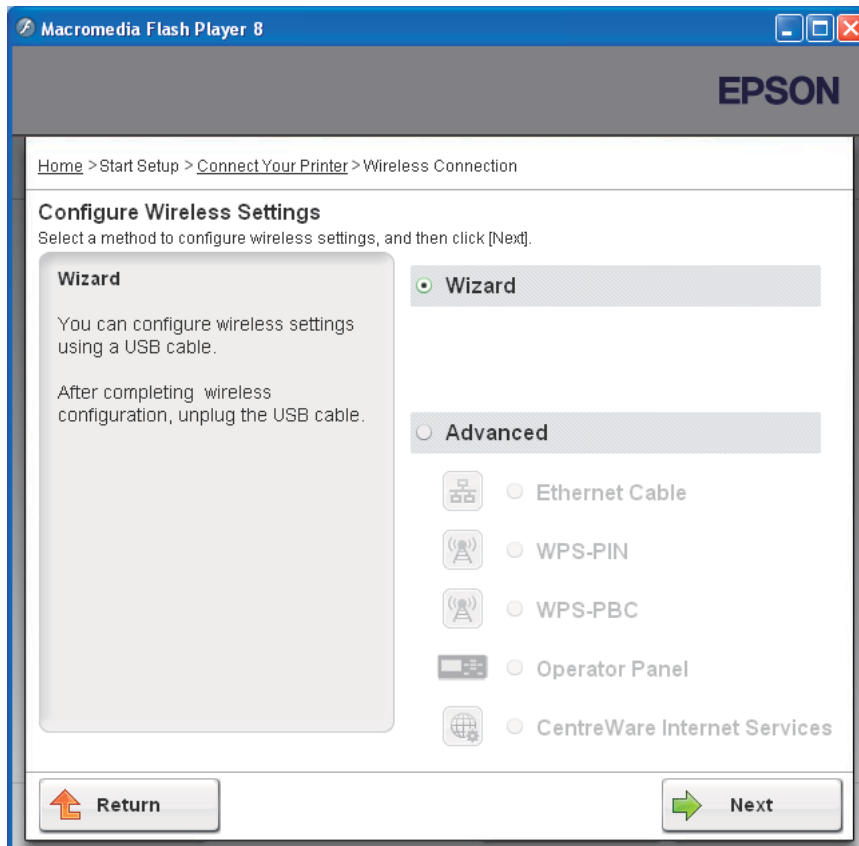 Macromedia Flash Player 8
EPSON
Home > Start Setup > Connect Your Printer > Wireless Connection
Configure Wireless Settings
Select a method to configure wireless settings, and then click [Next].
Wizard
You can configure wireless settings
using a USB cable.
After completing wireless
configuration, unplug the USB cable.
Wizard
Advanced
Ethernet Cable
WPS-PIN
WPS-PBC
Operator Panel
CentreWare Internet Services
Return
Next